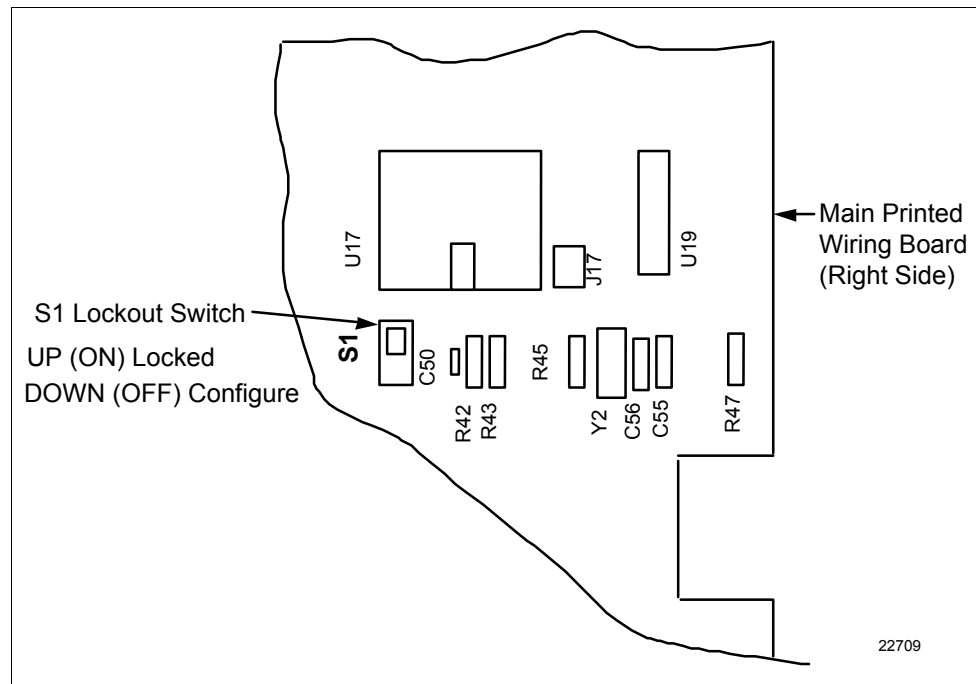 U17
J17
U19
Main Printed
Wiring Board
(Right Side)
S1 Lockout Switch
UP (ON) Locked
DOWN (OFF) Configure
S1
C50
R42
R43
R45
Y2
C56
C55
R47
22709